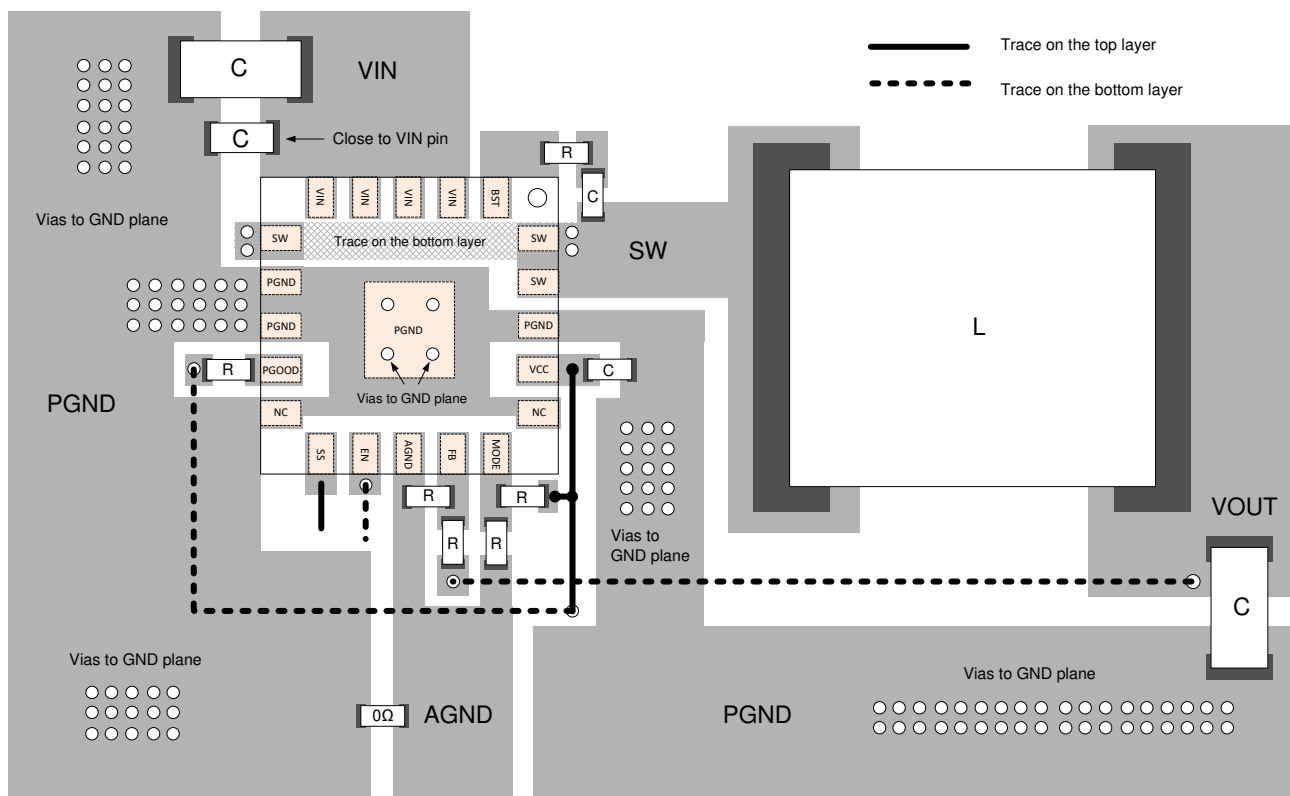 C
VIN
Trace on the top layer
Trace on the bottom layer
C
Close to VIN pin
R
C
Vias to GND plane
VIN
VIN
VIN
VIN
BST
SW
Trace on the bottom layer
SW
SW
PGND
SW
PGND
PGND
PGND
L
R
PGOOD
VCC
C
Vias to GND plane
PGND
NC
NC
SS
EN
AGND
FB
MODE
R
R
VOUT
R
R
Vias to
GND plane
C
Vias to GND plane
Vias to GND plane
0Ω
AGND
PGND